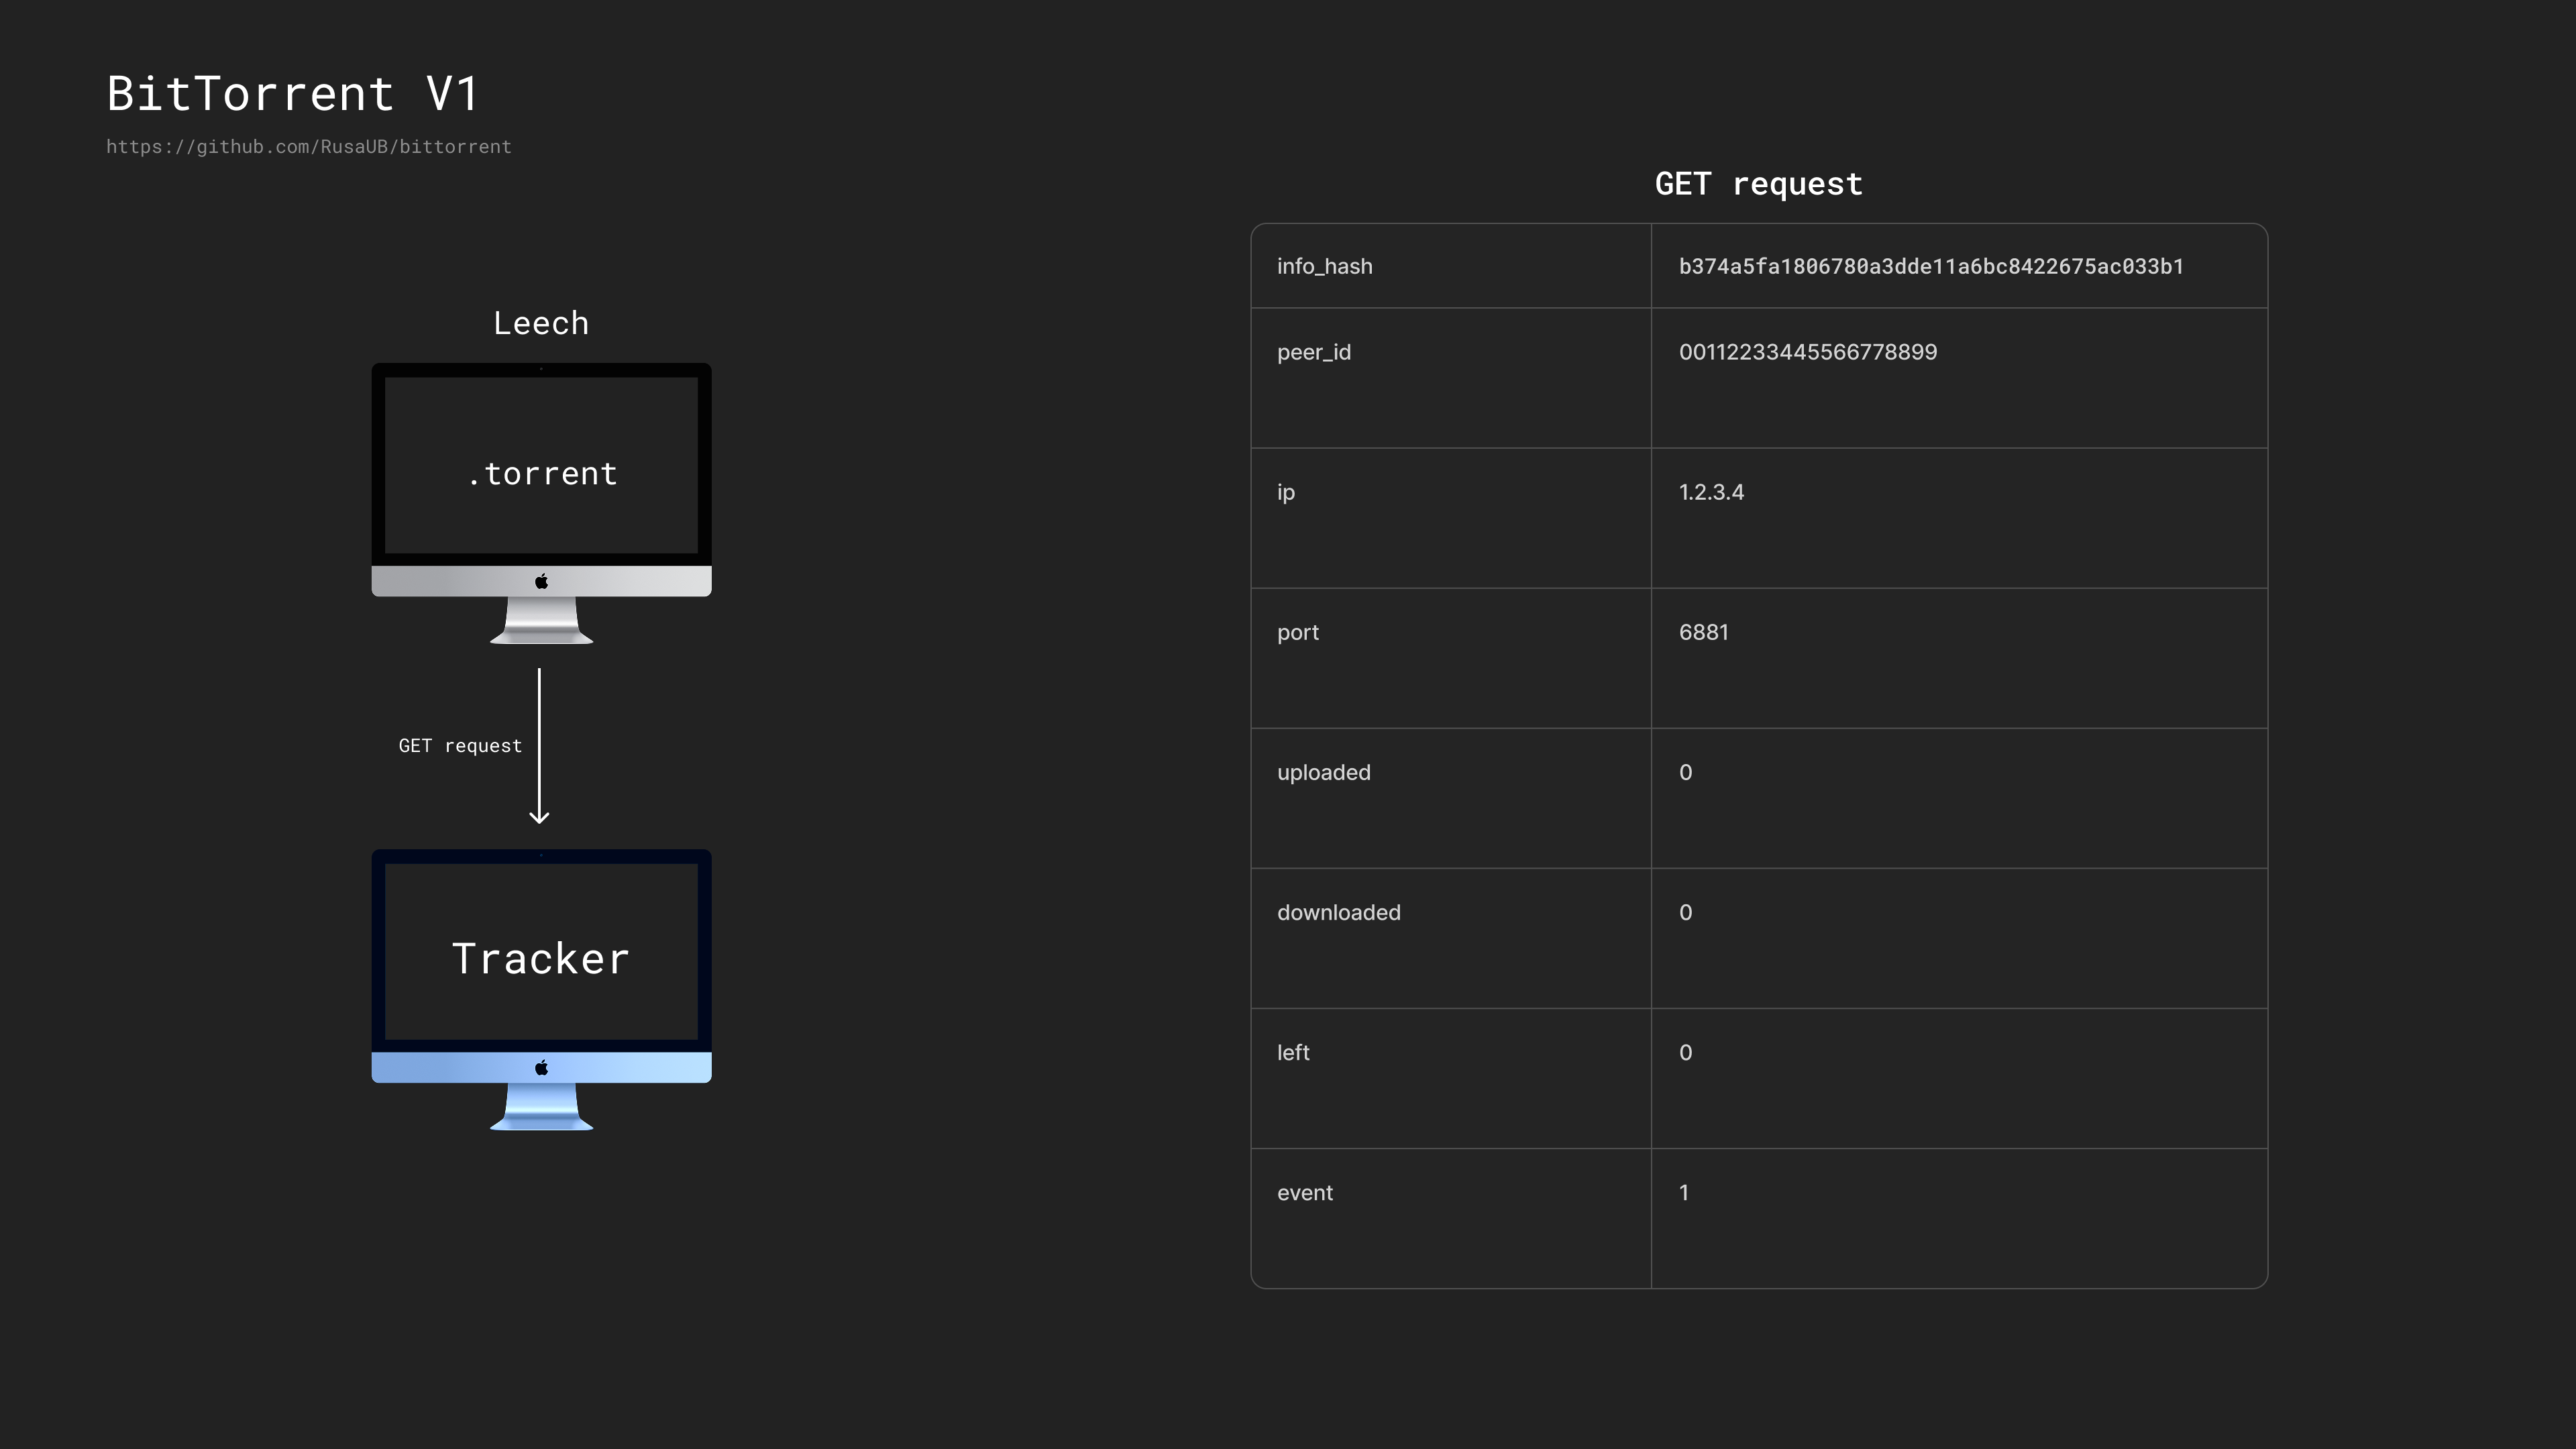 BitTorrent V1
https://github.com/RusaUB/bittorrent
Leech
.torrent
GET request
Tracker
GET request
info_hash b374a5fa1806780a3dde11a6bc8422675ac033b1
peer_id 00112233445566778899
ip 1.2.3.4
port 6881
uploaded 0
downloaded 0
left 0
event 1